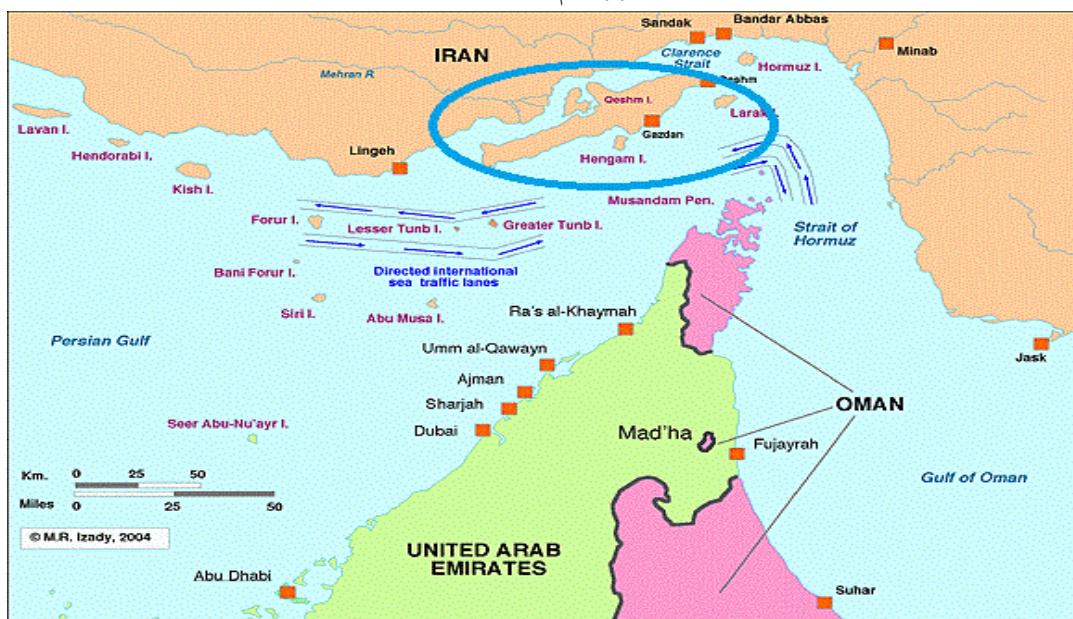 Sandak
Bandar Abbas
IRAN
Clarence
Strait
Minab
Mehran R.
Hormuz I.
Qeshm I.
Lavan I.
Larak I.
Gazdan
Hendorabi I.
Lingeh
Hengam I.
Kish I.
Musandam Pen.
Forur I.
Lesser Tunb I.
Greater Tunb I.
Strait of
Hormuz
Bani Forur I.
Directed international
sea traffic lanes
Siri I.
Abu Musa I.
Ra's al-Khaymah
Persian Gulf
Umm al-Qawayn
Jask
Ajman
Sharjah
OMAN
Seer Abu-Nu'ayr I.
Dubai
Mad'ha
Fujayrah
Km. 0 25 50
Miles 0 25 50
Gulf of Oman
© M.R. Izady, 2004
UNITED ARAB
EMIRATES
Abu Dhabi
Suhar